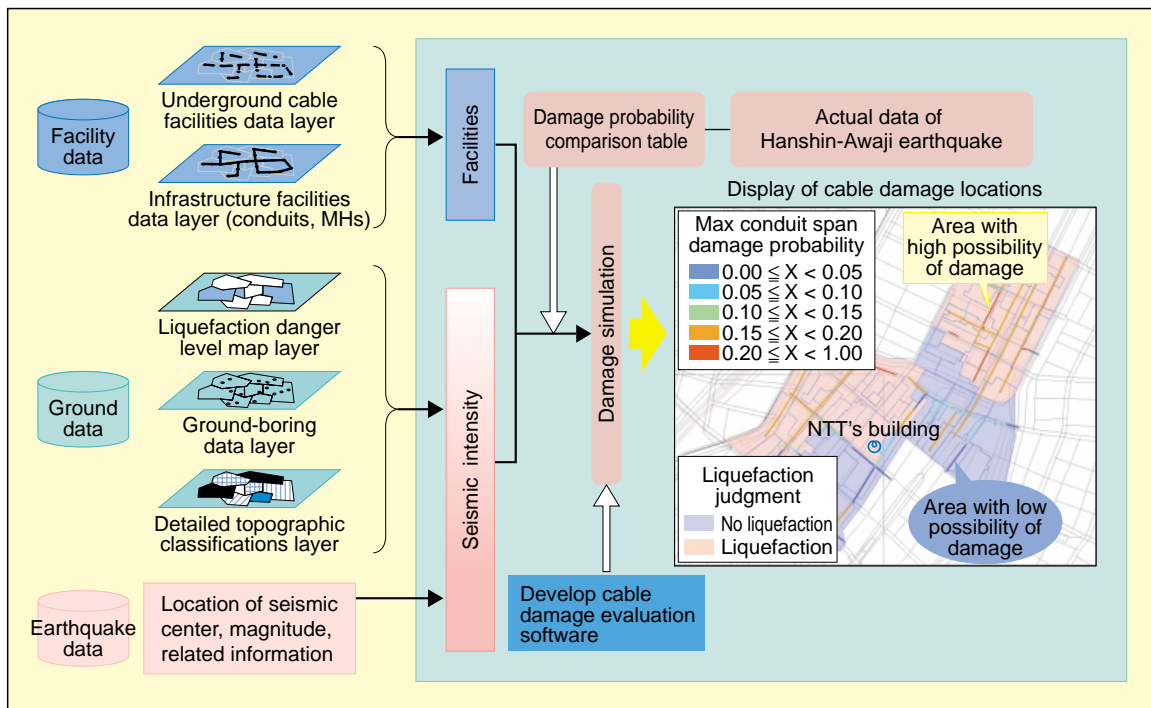 Facility
data
Underground cable
facilities data layer
Infrastructure facilities
data layer (conduits, MHs)
Ground
data
Liquefaction danger
level map layer
Ground-boring
data layer
Detailed topographic
classifications layer
Earthquake
data
Location of seismic
center, magnitude,
related information
Facilities
Seismic intensity
Damage probability
comparison table
Actual data of
Hanshin-Awaji earthquake
Damage simulation
Develop cable
damage evaluation
software
Display of cable damage locations
Max conduit span
damage probability
0.00 ≦ X < 0.05
0.05 ≦ X < 0.10
0.10 ≦ X < 0.15
0.15 ≦ X < 0.20
0.20 ≦ X < 1.00
Area with
high possibility
of damage
NTT's building
Liquefaction
judgment
No liquefaction
Liquefaction
Area with low
possibility of
damage